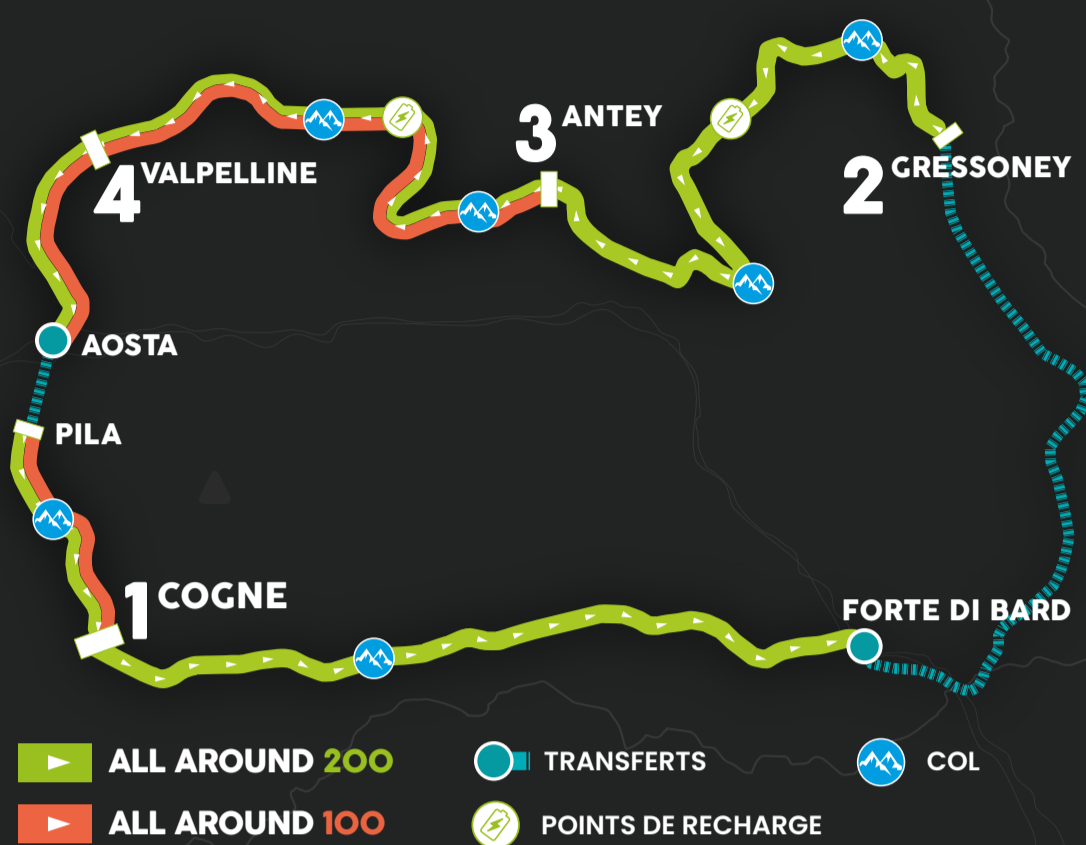 3 ANTEY
4 VALPELLINE
2 GRESSONEY
AOSTA
PILA
1 COGNE
FORTE DI BARD
ALL AROUND 200
TRANSFERTS
COL
ALL AROUND 100
POINTS DE RECHARGE